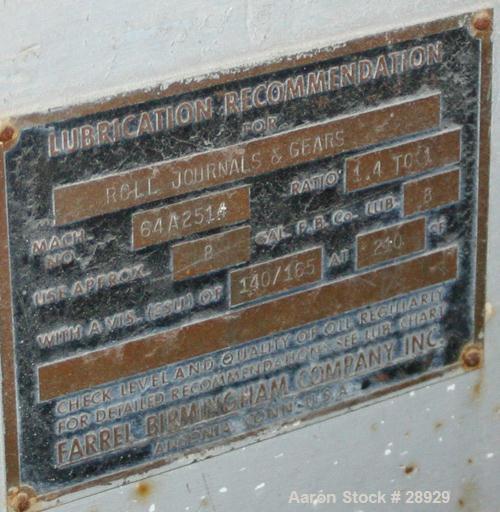 LUBRICATION RECOMMENDATION
FOR
ROLL JOURNALS & GEARS
MACH. NO. 64A251 RATIO 1.4 TO 1
USE APPROX. 8 GAL. F. B. Co. LUB. 8
WITH A VIS. (SSU) OF 140/165 AT 210 °F
CHECK LEVEL AND QUALITY OF OIL REGULARLY
FOR DETAILED RECOMMENDATIONS SEE LUB. CHART
FARREL-BIRMINGHAM COMPANY INC.
ANSONIA, CONN. U.S.A.
Aaron Stock # 28929